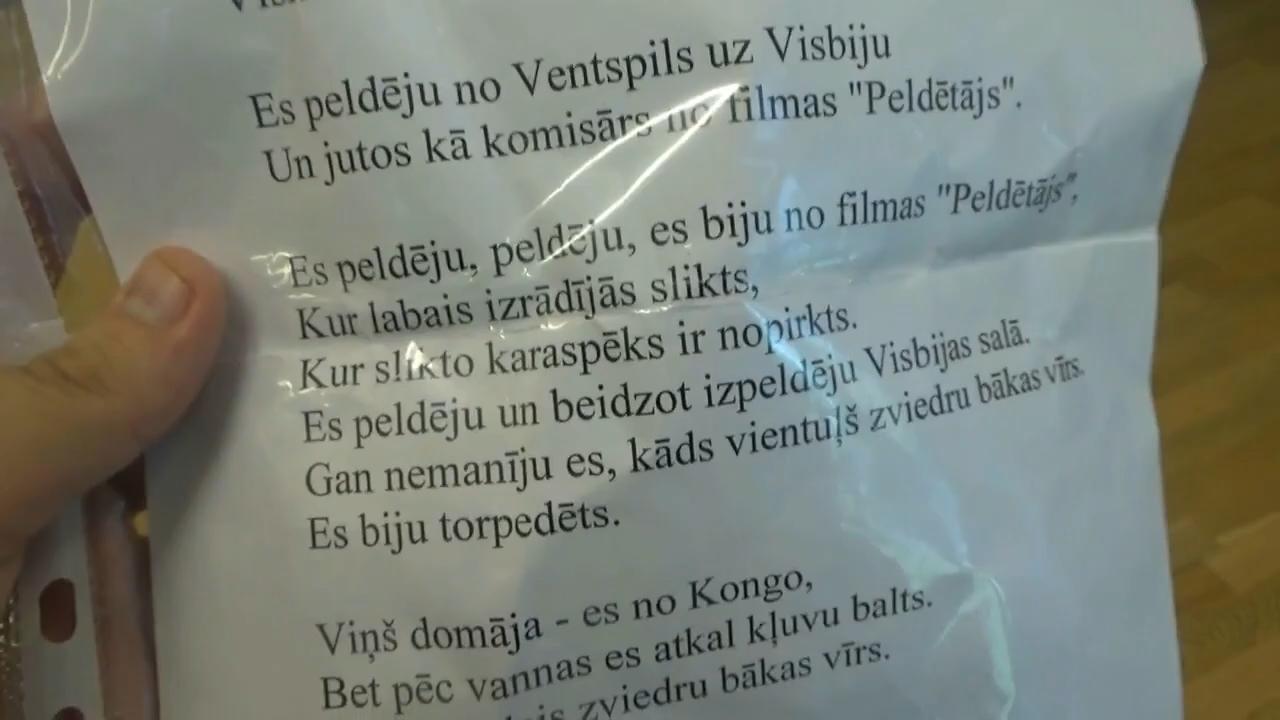 Es peldēju no Ventspils uz Visbiju
Un jutos kā komisārs no filmas "Peldētājs".
Es peldēju, peldēju, es biju no filmas "Peldētājs",
Kur labais izrādījās slikts,
Kur slikto karaspēks ir nopirkts.
Es peldēju un beidzot izpeldēju Visbijas salā.
Gan nemanīju es, kāds vientuļš zviedru bākas vīrs.
Es biju torpedēts.
Viņš domāja - es no Kongo,
Bet pēc vannas es atkal kļuvu balts.
zviedru bākas vīrs.